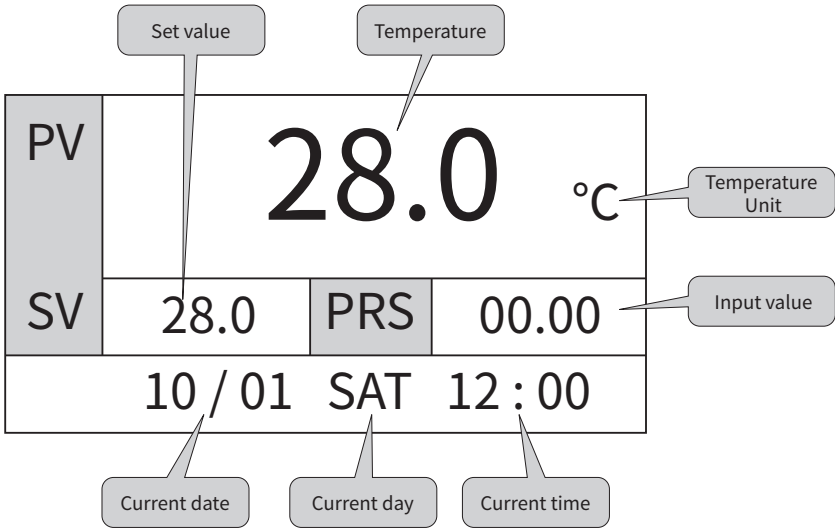 Set value
Temperature
PV
28.0
°C
Temperature
Unit
SV
28.0
PRS
00.00
Input value
10 / 01 SAT 12 : 00
Current date
Current day
Current time